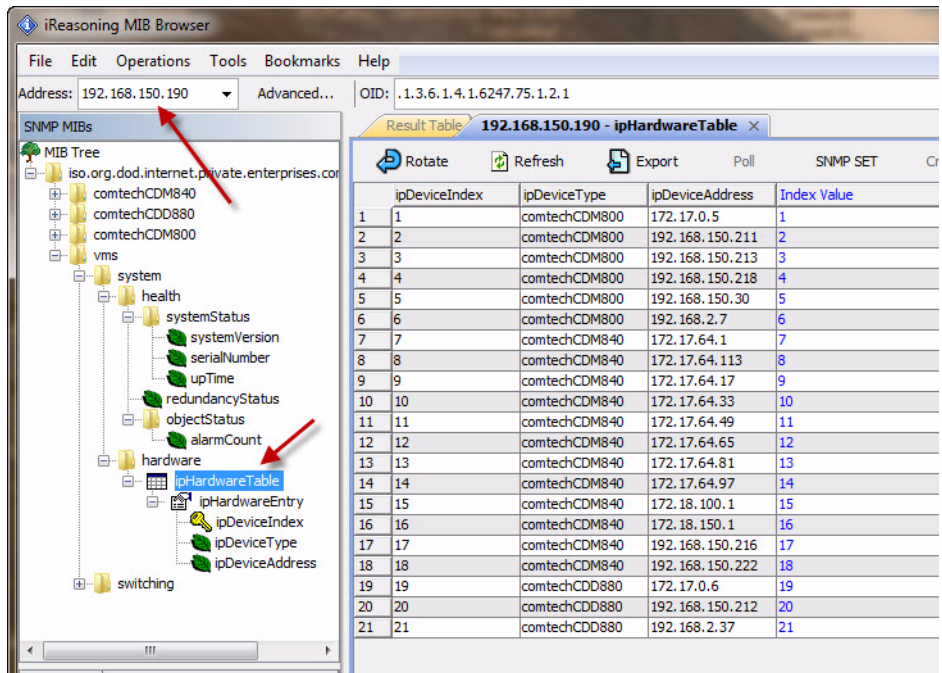 iReasoning MIB Browser
File Edit Operations Tools Bookmarks Help
Address: 192.168.150.190 Advanced... OID: .1.3.6.1.4.1.6247.75.1.2.1
SNMP MIBs
MIB Tree
iso.org.dod.internet.private.enterprises.com
comtechCDM840
comtechCDD880
comtechCDM800
vms
system
health
systemStatus
systemVersion
serialNumber
upTime
redundancyStatus
objectStatus
alarmCount
hardware
ipHardwareTable
ipHardwareEntry
ipDeviceIndex
ipDeviceType
ipDeviceAddress
switching
Result Table 192.168.150.190 - ipHardwareTable
Rotate Refresh Export Poll SNMP SET Cr
ipDeviceIndex ipDeviceType ipDeviceAddress Index Value
1 1 comtechCDM800 172.17.0.5 1
2 2 comtechCDM800 192.168.150.211 2
3 3 comtechCDM800 192.168.150.213 3
4 4 comtechCDM800 192.168.150.218 4
5 5 comtechCDM800 192.168.150.30 5
6 6 comtechCDM800 192.168.2.7 6
7 7 comtechCDM840 172.17.64.1 7
8 8 comtechCDM840 172.17.64.113 8
9 9 comtechCDM840 172.17.64.17 9
10 10 comtechCDM840 172.17.64.33 10
11 11 comtechCDM840 172.17.64.49 11
12 12 comtechCDM840 172.17.64.65 12
13 13 comtechCDM840 172.17.64.81 13
14 14 comtechCDM840 172.17.64.97 14
15 15 comtechCDM840 172.18.100.1 15
16 16 comtechCDM840 172.18.150.1 16
17 17 comtechCDM840 192.168.150.216 17
18 18 comtechCDM840 192.168.150.222 18
19 19 comtechCDD880 172.17.0.6 19
20 20 comtechCDD880 192.168.150.212 20
21 21 comtechCDD880 192.168.2.37 21